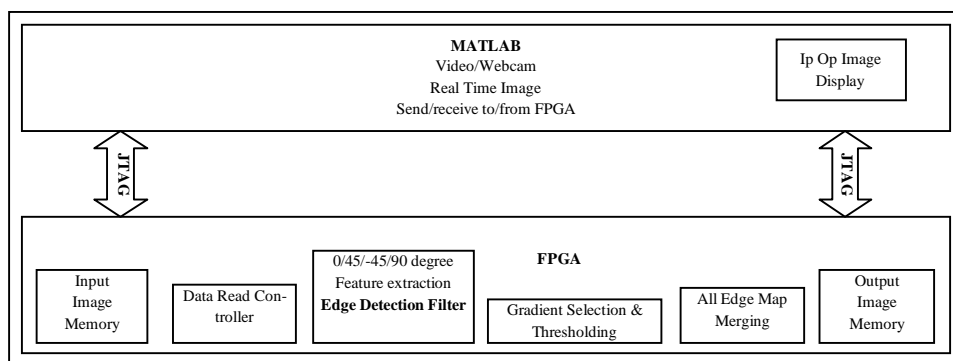 MATLAB
Video/Webcam
Real Time Image
Send/receive to/from FPGA
Ip Op Image
Display
JTAG
JTAG
FPGA
Input
Image
Memory
Data Read Con-
troller
0/45/-45/90 degree
Feature extraction
Edge Detection Filter
Gradient Selection &
Thresholding
All Edge Map
Merging
Output
Image
Memory